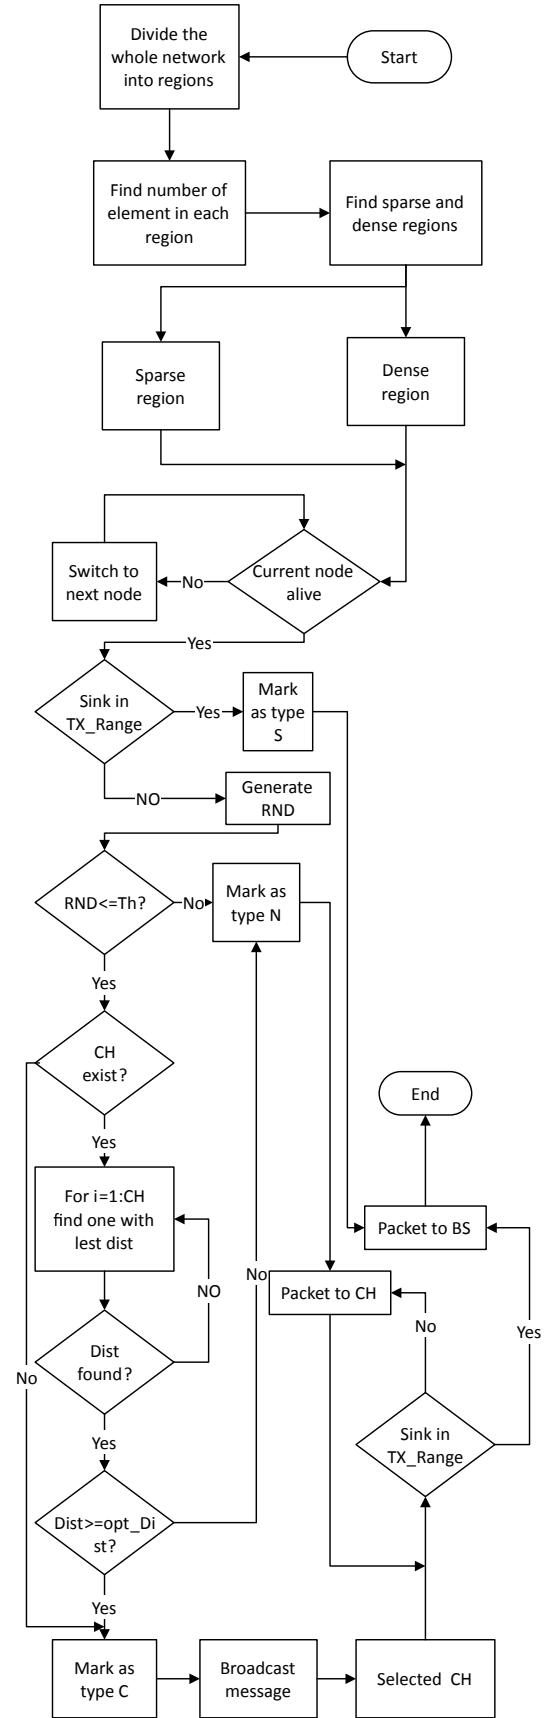 Divide the
whole network
into regions
Start
Find number of
element in each
region
Find sparse and
dense regions
Sparse
region
Dense
region
Switch to
next node
No
Current node
alive
Yes
Sink in
TX_Range
Yes
Mark
as type
S
NO
Generate
RND
RND<=Th?
No
Mark as
type N
Yes
CH
exist?
End
Yes
For i=1:CH
find one with
lest dist
Packet to BS
No
Packet to CH
NO
No
Yes
Dist
found?
No
Yes
Sink in
TX_Range
Dist>=opt_Di
st?
Yes
Mark as
type C
Broadcast
message
Selected CH